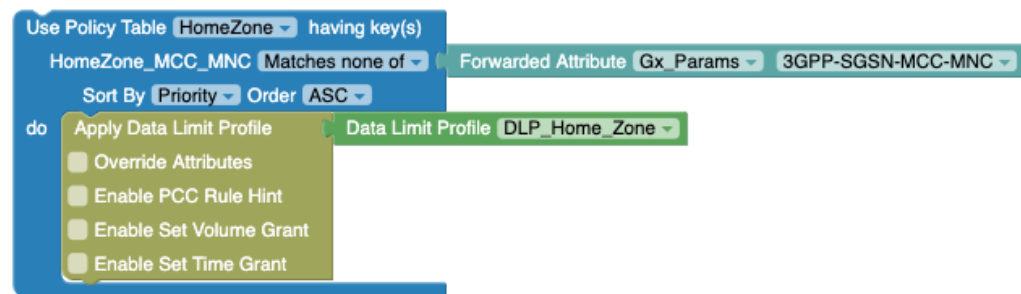 Use Policy Table HomeZone having key(s)
HomeZone_MCC_MNC Matches none of Forwarded Attribute Gx_Params 3GPP-SGSN-MCC-MNC
Sort By Priority Order ASC
do Apply Data Limit Profile Data Limit Profile DLP_Home_Zone
Override Attributes
Enable PCC Rule Hint
Enable Set Volume Grant
Enable Set Time Grant